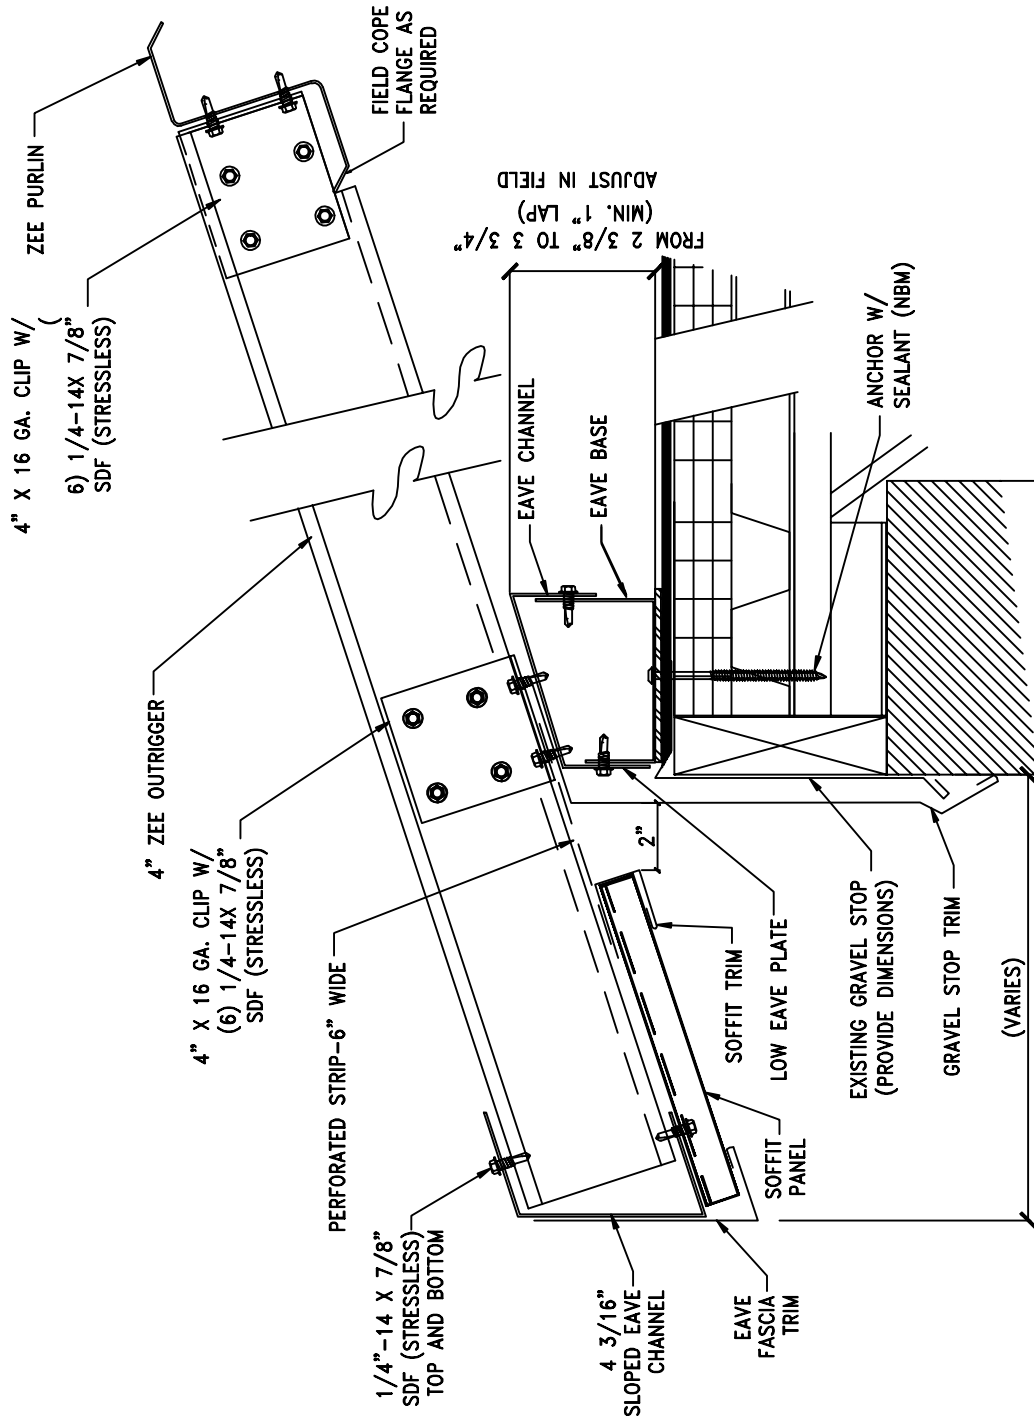 4" X 16 GA. CLIP W/
(
6) 1/4-14X 7/8"
SDF (STRESSLESS)
ZEE PURLIN
FIELD COPE
FLANGE AS
REQUIRED
4" ZEE OUTRIGGER
4" X 16 GA. CLIP W/
(6) 1/4-14X 7/8"
SDF (STRESSLESS)
PERFORATED STRIP-6" WIDE
1/4"-14 X 7/8"
SDF (STRESSLESS)
TOP AND BOTTOM
4 3/16"
SLOPED EAVE
CHANNEL
EAVE
FASCIA
TRIM
SOFFIT
PANEL
SOFFIT TRIM
LOW EAVE PLATE
EXISTING GRAVEL STOP
(PROVIDE DIMENSIONS)
GRAVEL STOP TRIM
(VARIES)
2"
EAVE CHANNEL
EAVE BASE
FROM 2 3/8" TO 3 3/4"
(MIN. 1" LAP)
ADJUST IN FIELD
ANCHOR W/
SEALANT (NBM)